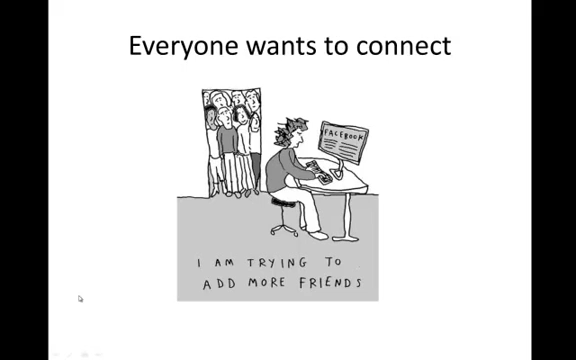 Everyone wants to connect
FACEBOOK
I AM TRYING TO
ADD MORE FRIENDS